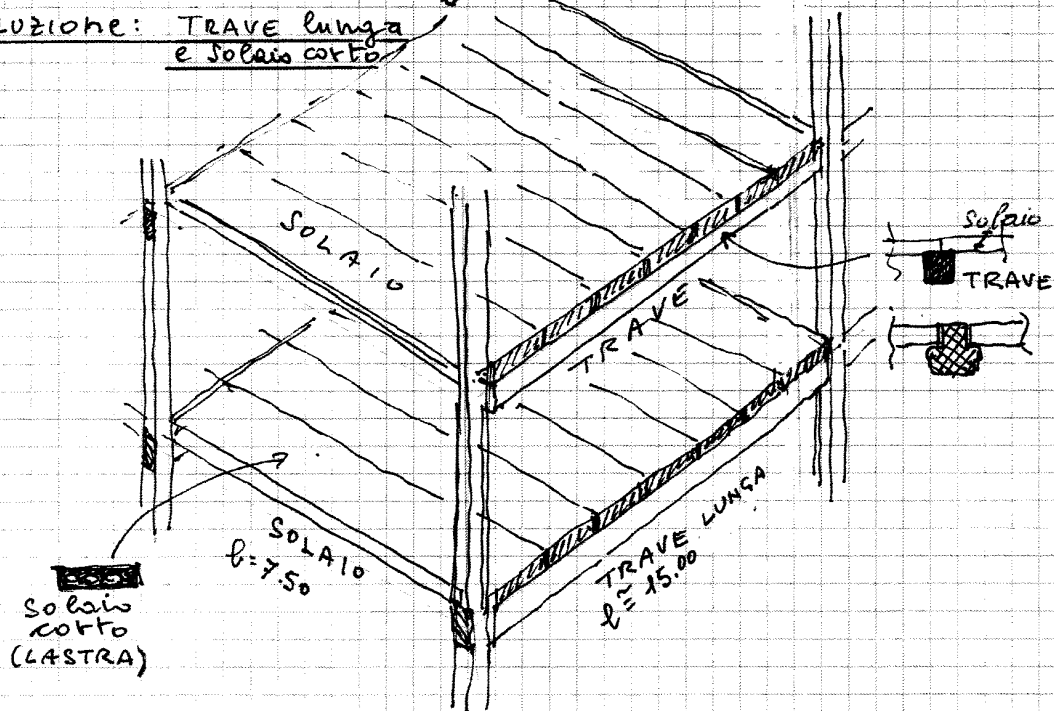 LUZIONE: TRAVE lunga
e solaio corto
SOLAIO
TRAVE
solaio
TRAVE
SOLAIO
l=7.50
TRAVE LUNGA
l≅15.00
Solaio
corto
(LASTRA)